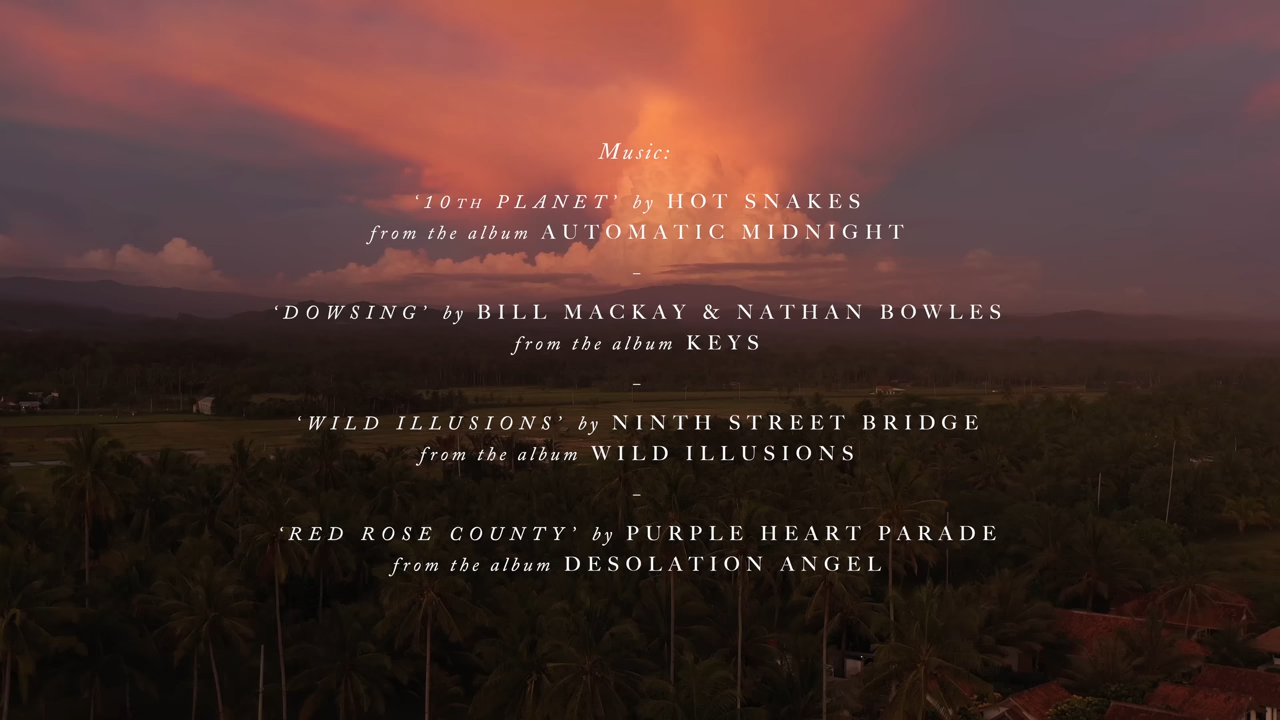 Music:
‘10TH PLANET’ by HOT SNAKES
from the album AUTOMATIC MIDNIGHT
–
‘DOWSING’ by BILL MACKAY & NATHAN BOWLES
from the album KEYS
–
‘WILD ILLUSIONS’ by NINTH STREET BRIDGE
from the album WILD ILLUSIONS
–
‘RED ROSE COUNTY’ by PURPLE HEART PARADE
from the album DESOLATION ANGEL